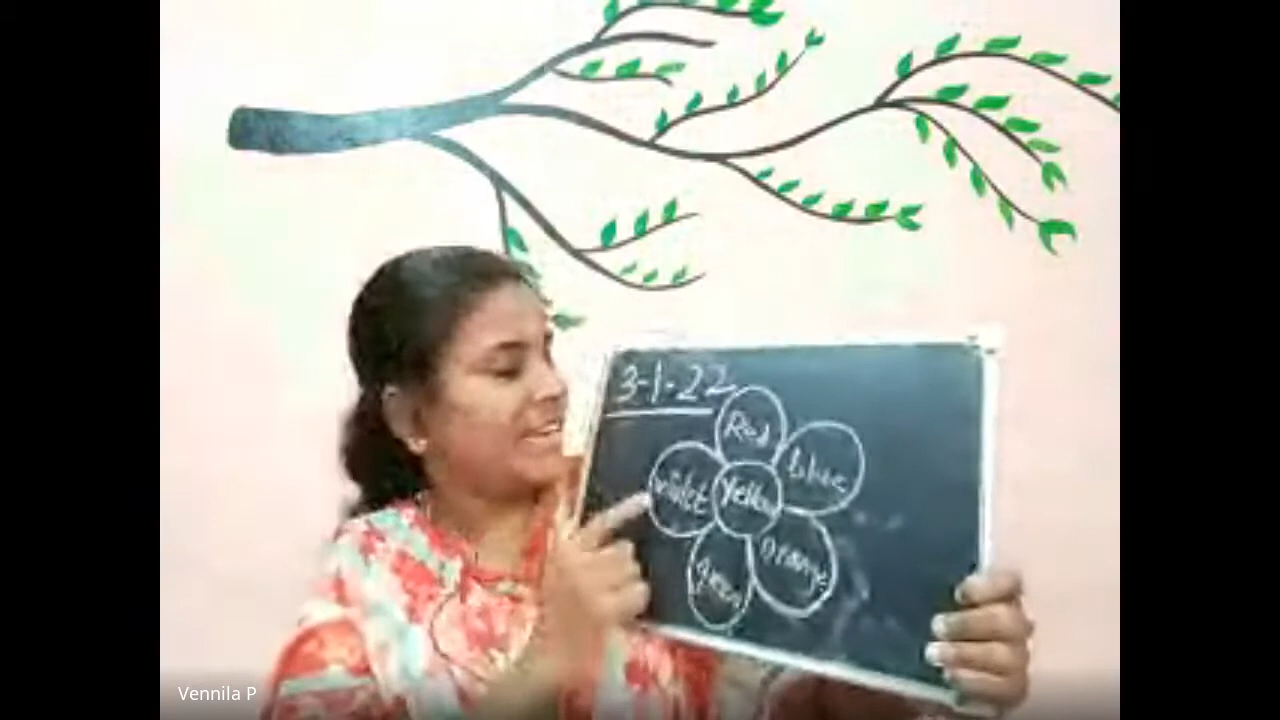 3-1-22
Red
blue
violet
Yellow
orange
green
Vennila P